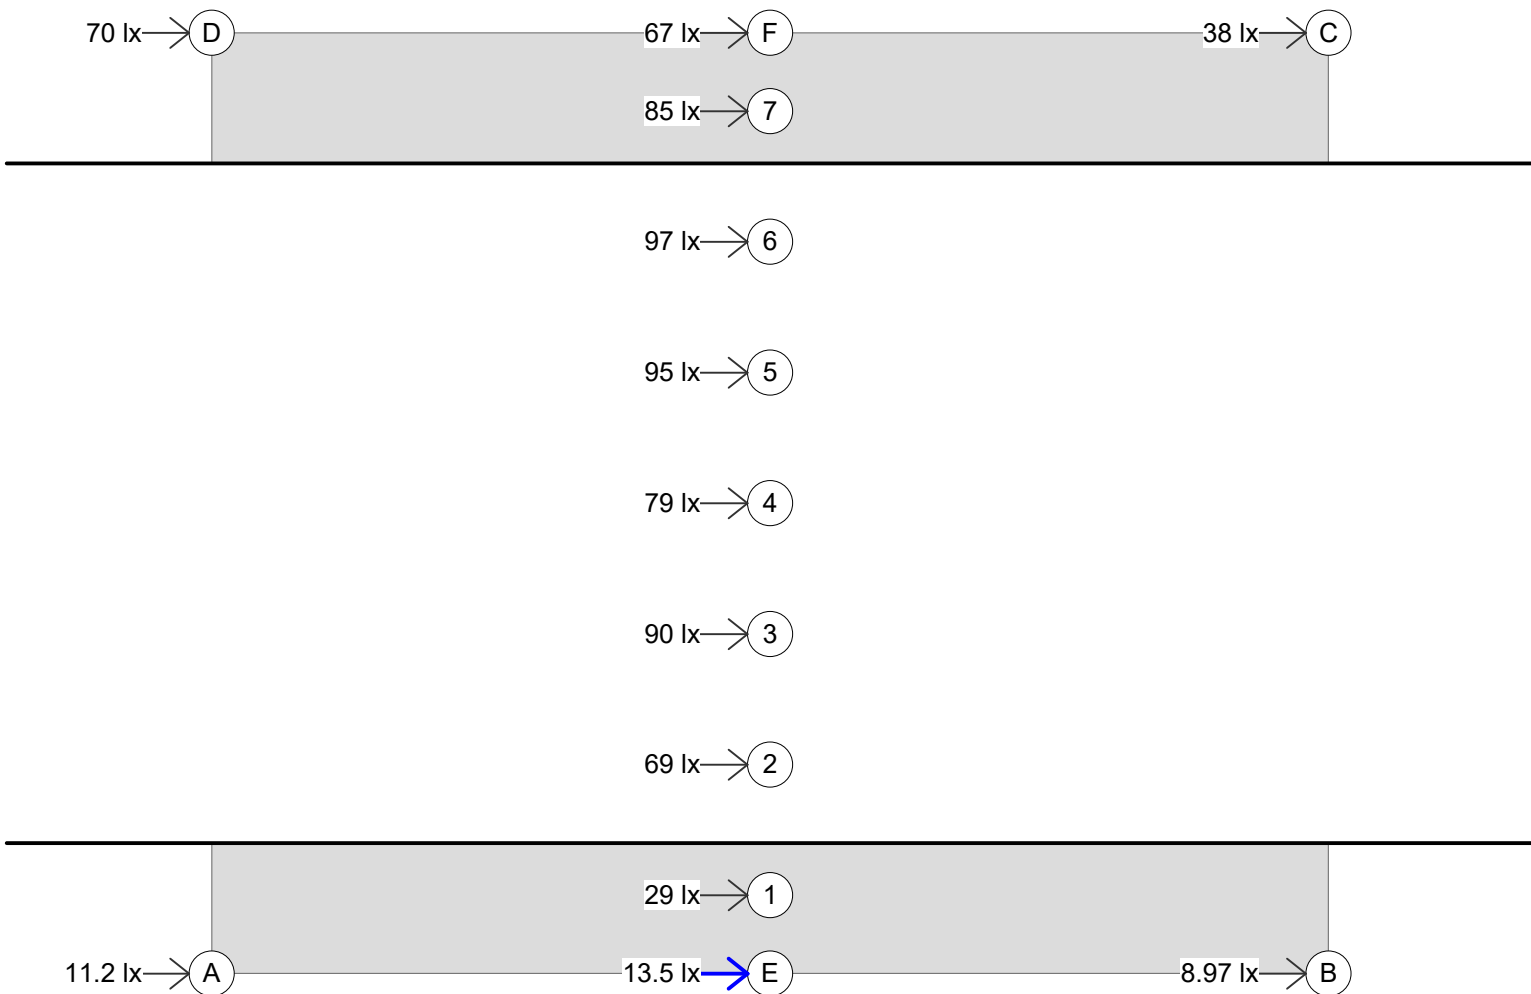 70 lx D 67 lx F 38 lx C
85 lx 7
97 lx 6
95 lx 5
79 lx 4
90 lx 3
69 lx 2
29 lx 1
11.2 lx A 13.5 lx E 8.97 lx B